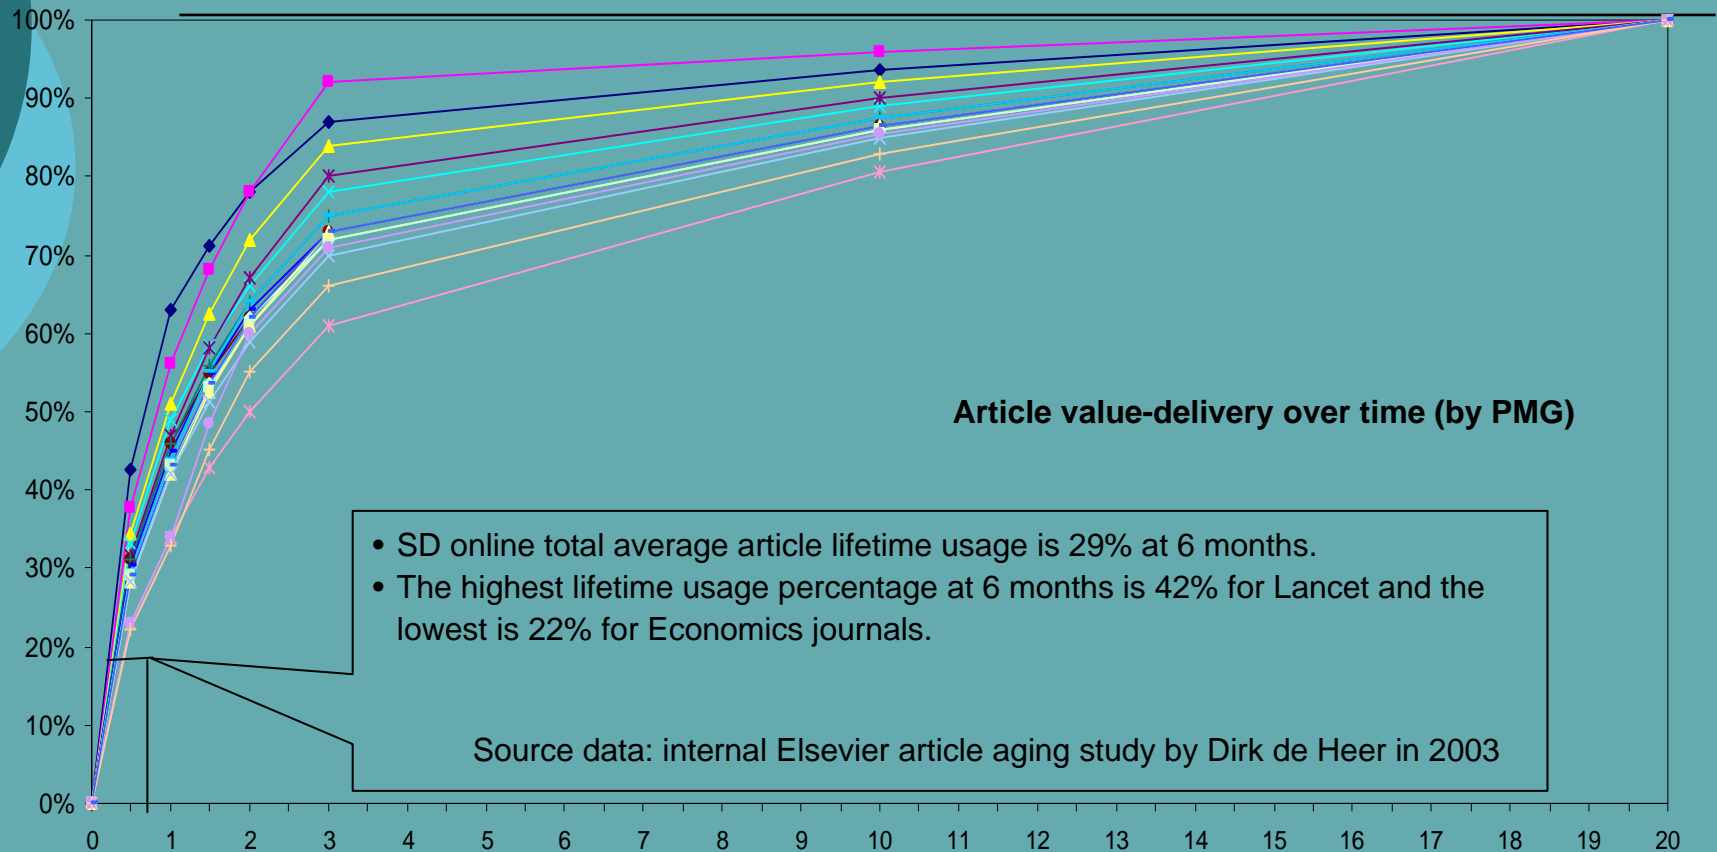 100%
90%
80%
70%
60%
50%
40%
30%
20%
10%
0%
Article value-delivery over time (by PMG)
• SD online total average article lifetime usage is 29% at 6 months.
• The highest lifetime usage percentage at 6 months is 42% for Lancet and the
lowest is 22% for Economics journals.
Source data: internal Elsevier article aging study by Dirk de Heer in 2003
0 1 2 3 4 5 6 7 8 9 10 11 12 13 14 15 16 17 18 19 20